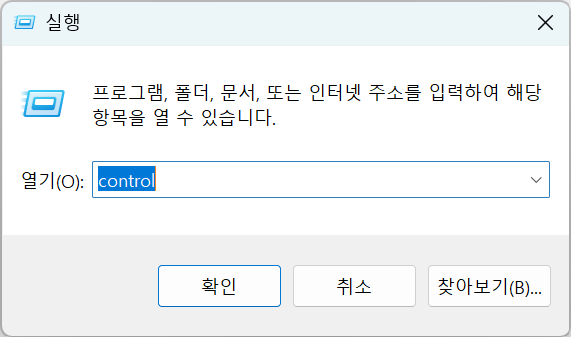 실행
프로그램, 폴더, 문서, 또는 인터넷 주소를 입력하여 해당
항목을 열 수 있습니다.
열기(O): control
확인 취소 찾아보기(B)...